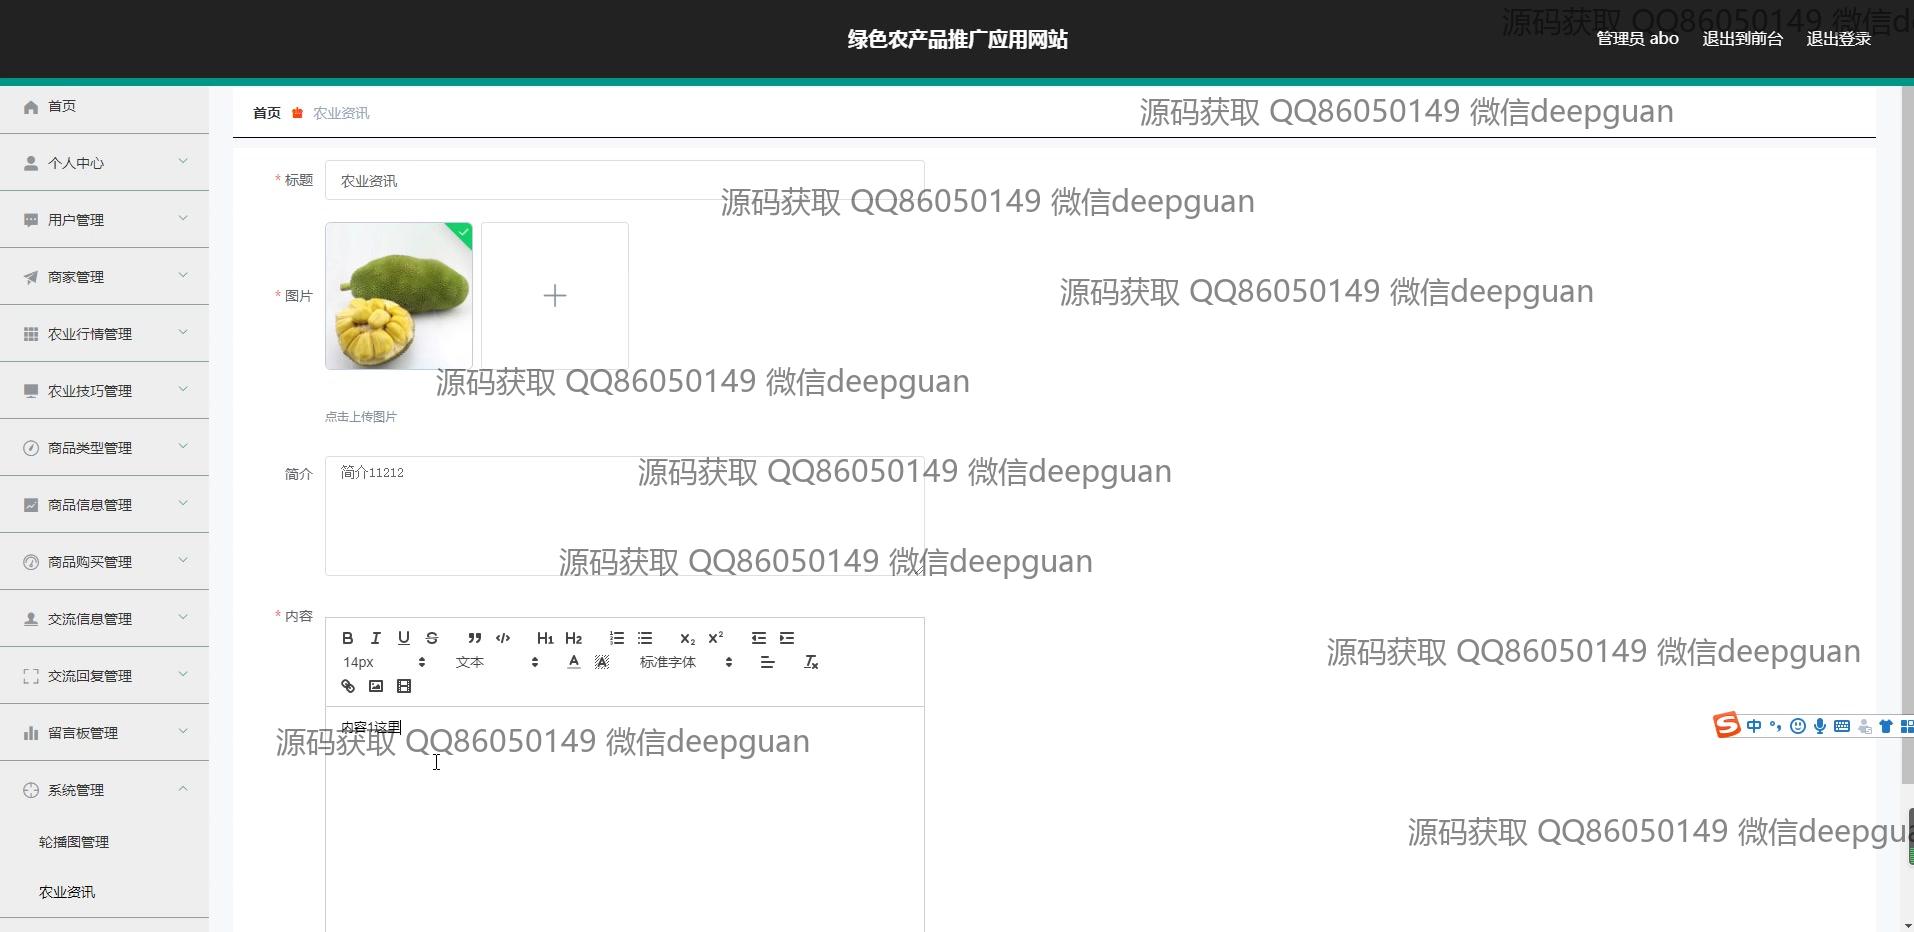 绿色农产品推广应用网站
源码获取 QQ86050149 微信d
管理员 abo
退出到前台
退出登录
首页
个人中心
用户管理
商家管理
农业行情管理
农业技巧管理
商品类型管理
商品信息管理
商品购买管理
交流信息管理
交流回复管理
留言板管理
系统管理
轮播图管理
农业资讯
首页 农业资讯
源码获取 QQ86050149 微信deepguan
* 标题 农业资讯
源码获取 QQ86050149 微信deepguan
* 图片
源码获取 QQ86050149 微信deepguan
源码获取 QQ86050149 微信deepguan
点击上传图片
简介 简介11212
源码获取 QQ86050149 微信deepguan
源码获取 QQ86050149 微信deepguan
* 内容
B I U S H1 H2 X2 X2
14px 文本 A A 标准字体
源码获取 QQ86050149 微信deepguan
内容1这里
源码获取 QQ86050149 微信deepguan
中
源码获取 QQ86050149 微信deepgua